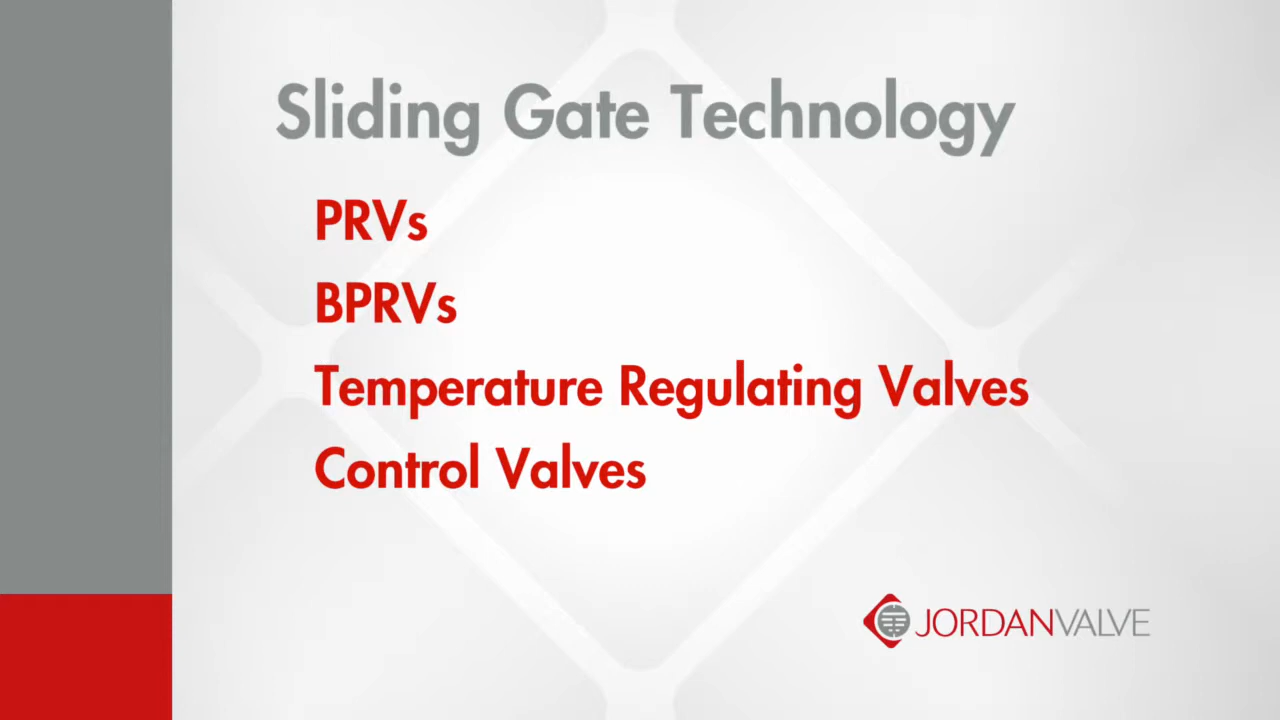 Sliding Gate Technology
PRVs
BPRVs
Temperature Regulating Valves
Control Valves
JORDANVALVE